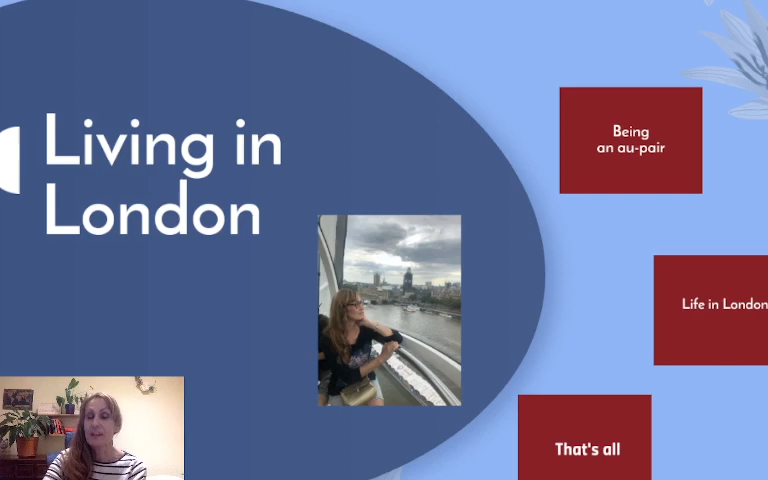 Living in
London
Being
an au-pair
Life in London
That's all